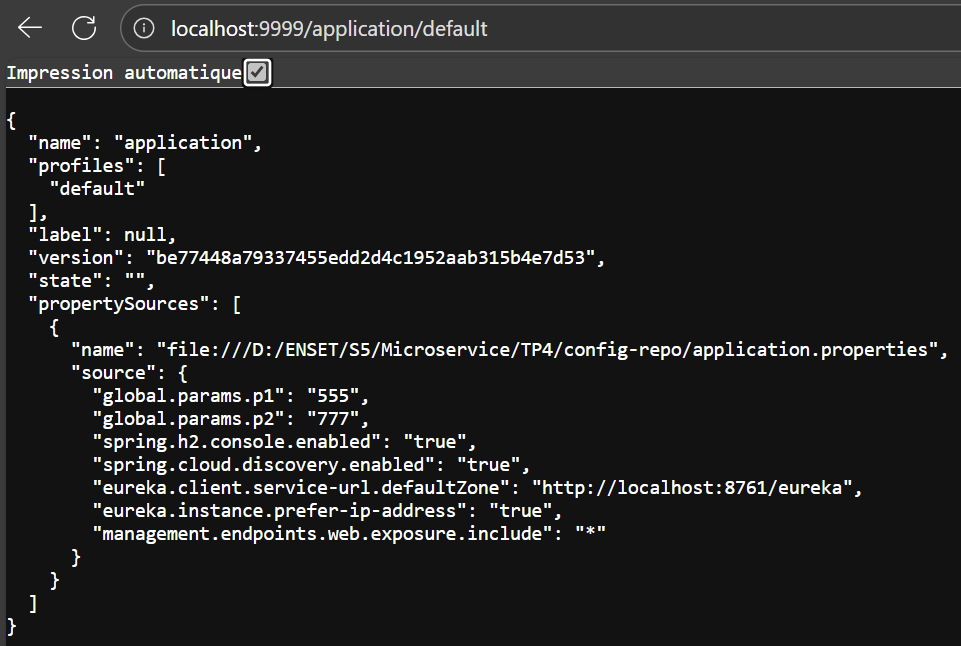 localhost:9999/application/default
Impression automatique
{
  "name": "application",
  "profiles": [
    "default"
  ],
  "label": null,
  "version": "be77448a79337455edd2d4c1952aab315b4e7d53",
  "state": "",
  "propertySources": [
    {
      "name": "file:///D:/ENSET/S5/Microservice/TP4/config-repo/application.properties",
      "source": {
        "global.params.p1": "555",
        "global.params.p2": "777",
        "spring.h2.console.enabled": "true",
        "spring.cloud.discovery.enabled": "true",
        "eureka.client.service-url.defaultZone": "http://localhost:8761/eureka",
        "eureka.instance.prefer-ip-address": "true",
        "management.endpoints.web.exposure.include": "*"
      }
    }
  ]
}